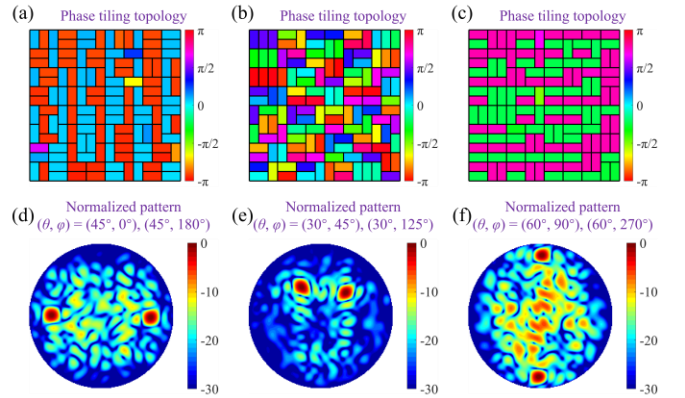 (a) Phase tiling topology
π
π/2
0
-π/2
-π
(b) Phase tiling topology
π
π/2
0
-π/2
-π
(c) Phase tiling topology
π
π/2
0
-π/2
-π
(d) Normalized pattern
(θ, φ) = (45°, 0°), (45°, 180°)
0
-10
-20
-30
(e) Normalized pattern
(θ, φ) = (30°, 45°), (30°, 125°)
0
-10
-20
-30
(f) Normalized pattern
(θ, φ) = (60°, 90°), (60°, 270°)
0
-10
-20
-30